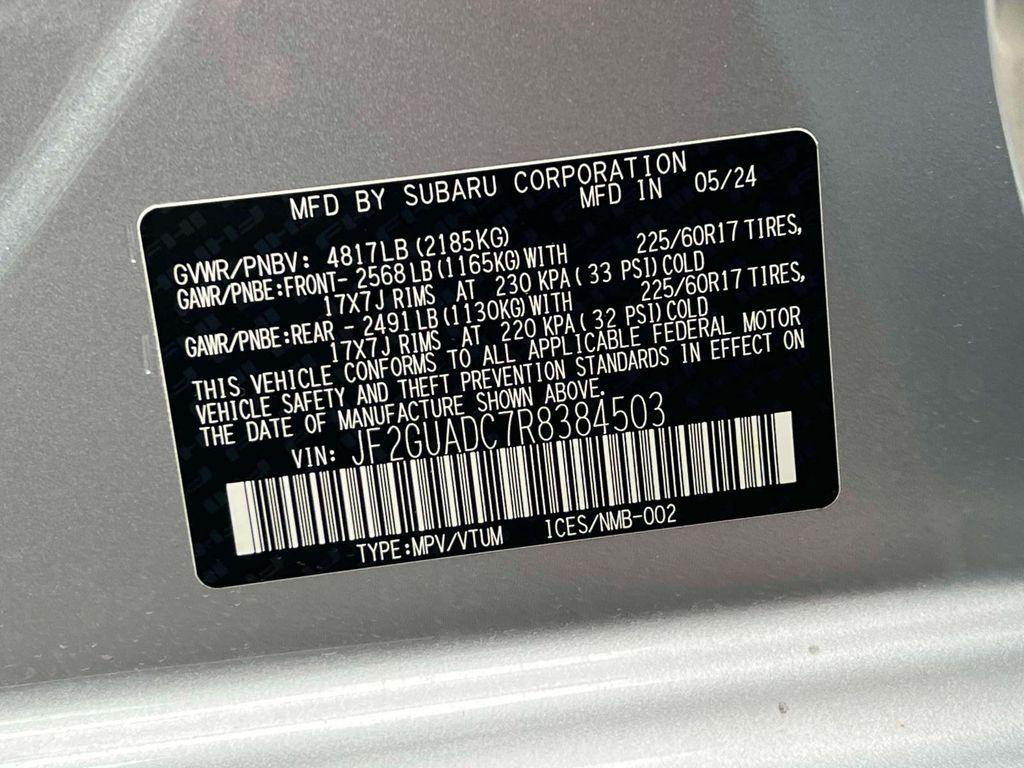 MFD BY SUBARU CORPORATION
MFD IN 05/24
GVWR/PNBV: 4817LB (2185KG)
GAWR/PNBE:FRONT- 2568 LB (1165KG) WITH 225/60R17 TIRES,
17X7J RIMS AT 230 KPA ( 33 PSI) COLD
GAWR/PNBE:REAR - 2491 LB (1130KG) WITH 225/60R17 TIRES,
17X7J RIMS AT 220 KPA ( 32 PSI) COLD
THIS VEHICLE CONFORMS TO ALL APPLICABLE FEDERAL MOTOR
VEHICLE SAFETY AND THEFT PREVENTION STANDARDS IN EFFECT ON
THE DATE OF MANUFACTURE SHOWN ABOVE.
VIN: JF2GUADC7R8384503
TYPE:MPV/VTUM ICES/NMB-002